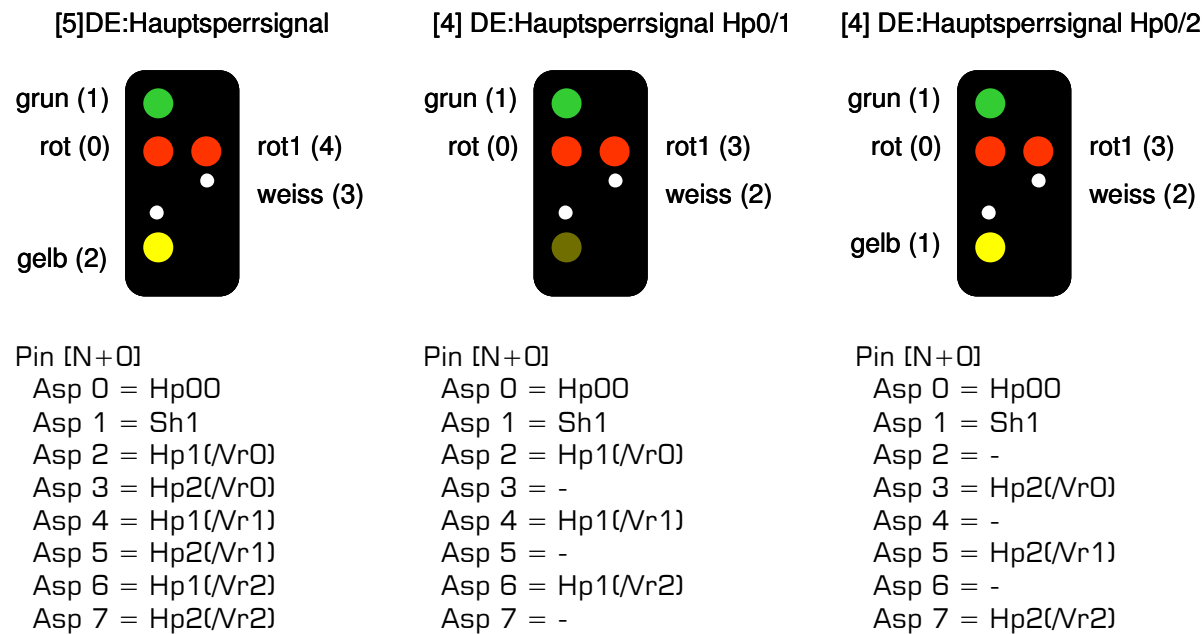 [5]DE:Hauptsperrsignal
grun (1)
rot (0)
rot1 (4)
weiss (3)
gelb (2)
Pin [N+0]
Asp 0 = Hp00
Asp 1 = Sh1
Asp 2 = Hp1(/Vr0)
Asp 3 = Hp2(/Vr0)
Asp 4 = Hp1(/Vr1)
Asp 5 = Hp2(/Vr1)
Asp 6 = Hp1(/Vr2)
Asp 7 = Hp2(/Vr2)
[4] DE:Hauptsperrsignal Hp0/1
grun (1)
rot (0)
rot1 (3)
weiss (2)
Pin [N+0]
Asp 0 = Hp00
Asp 1 = Sh1
Asp 2 = Hp1(/Vr0)
Asp 3 = -
Asp 4 = Hp1(/Vr1)
Asp 5 = -
Asp 6 = Hp1(/Vr2)
Asp 7 = -
[4] DE:Hauptsperrsignal Hp0/2
grun (1)
rot (0)
rot1 (3)
weiss (2)
gelb (1)
Pin [N+0]
Asp 0 = Hp00
Asp 1 = Sh1
Asp 2 = -
Asp 3 = Hp2(/Vr0)
Asp 4 = -
Asp 5 = Hp2(/Vr1)
Asp 6 = -
Asp 7 = Hp2(/Vr2)